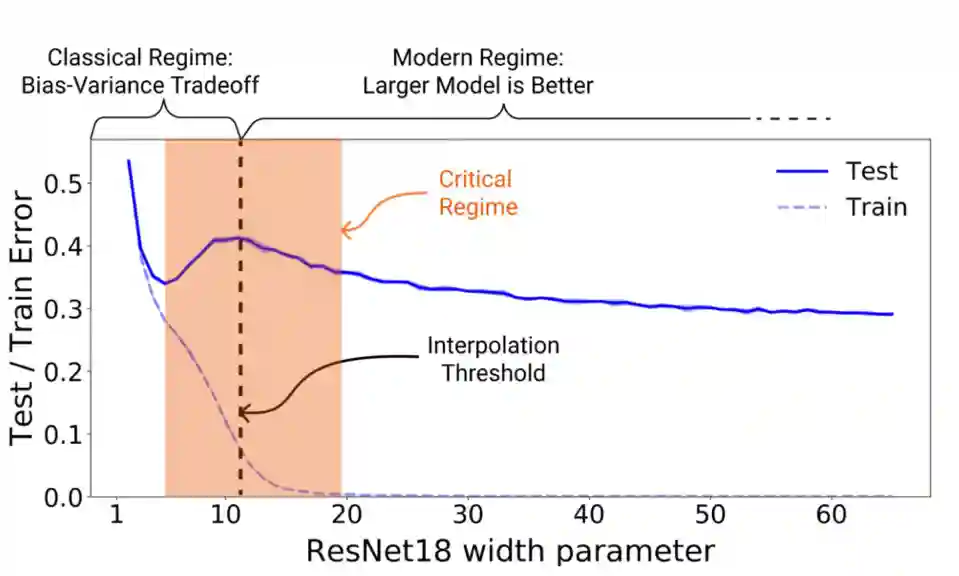 Classical Regime:
Bias-Variance Tradeoff
Modern Regime:
Larger Model is Better
Critical
Regime
Test
Train
Interpolation
Threshold
Test / Train Error
0.5
0.4
0.3
0.2
0.1
0.0
1 10 20 30 40 50 60
ResNet18 width parameter